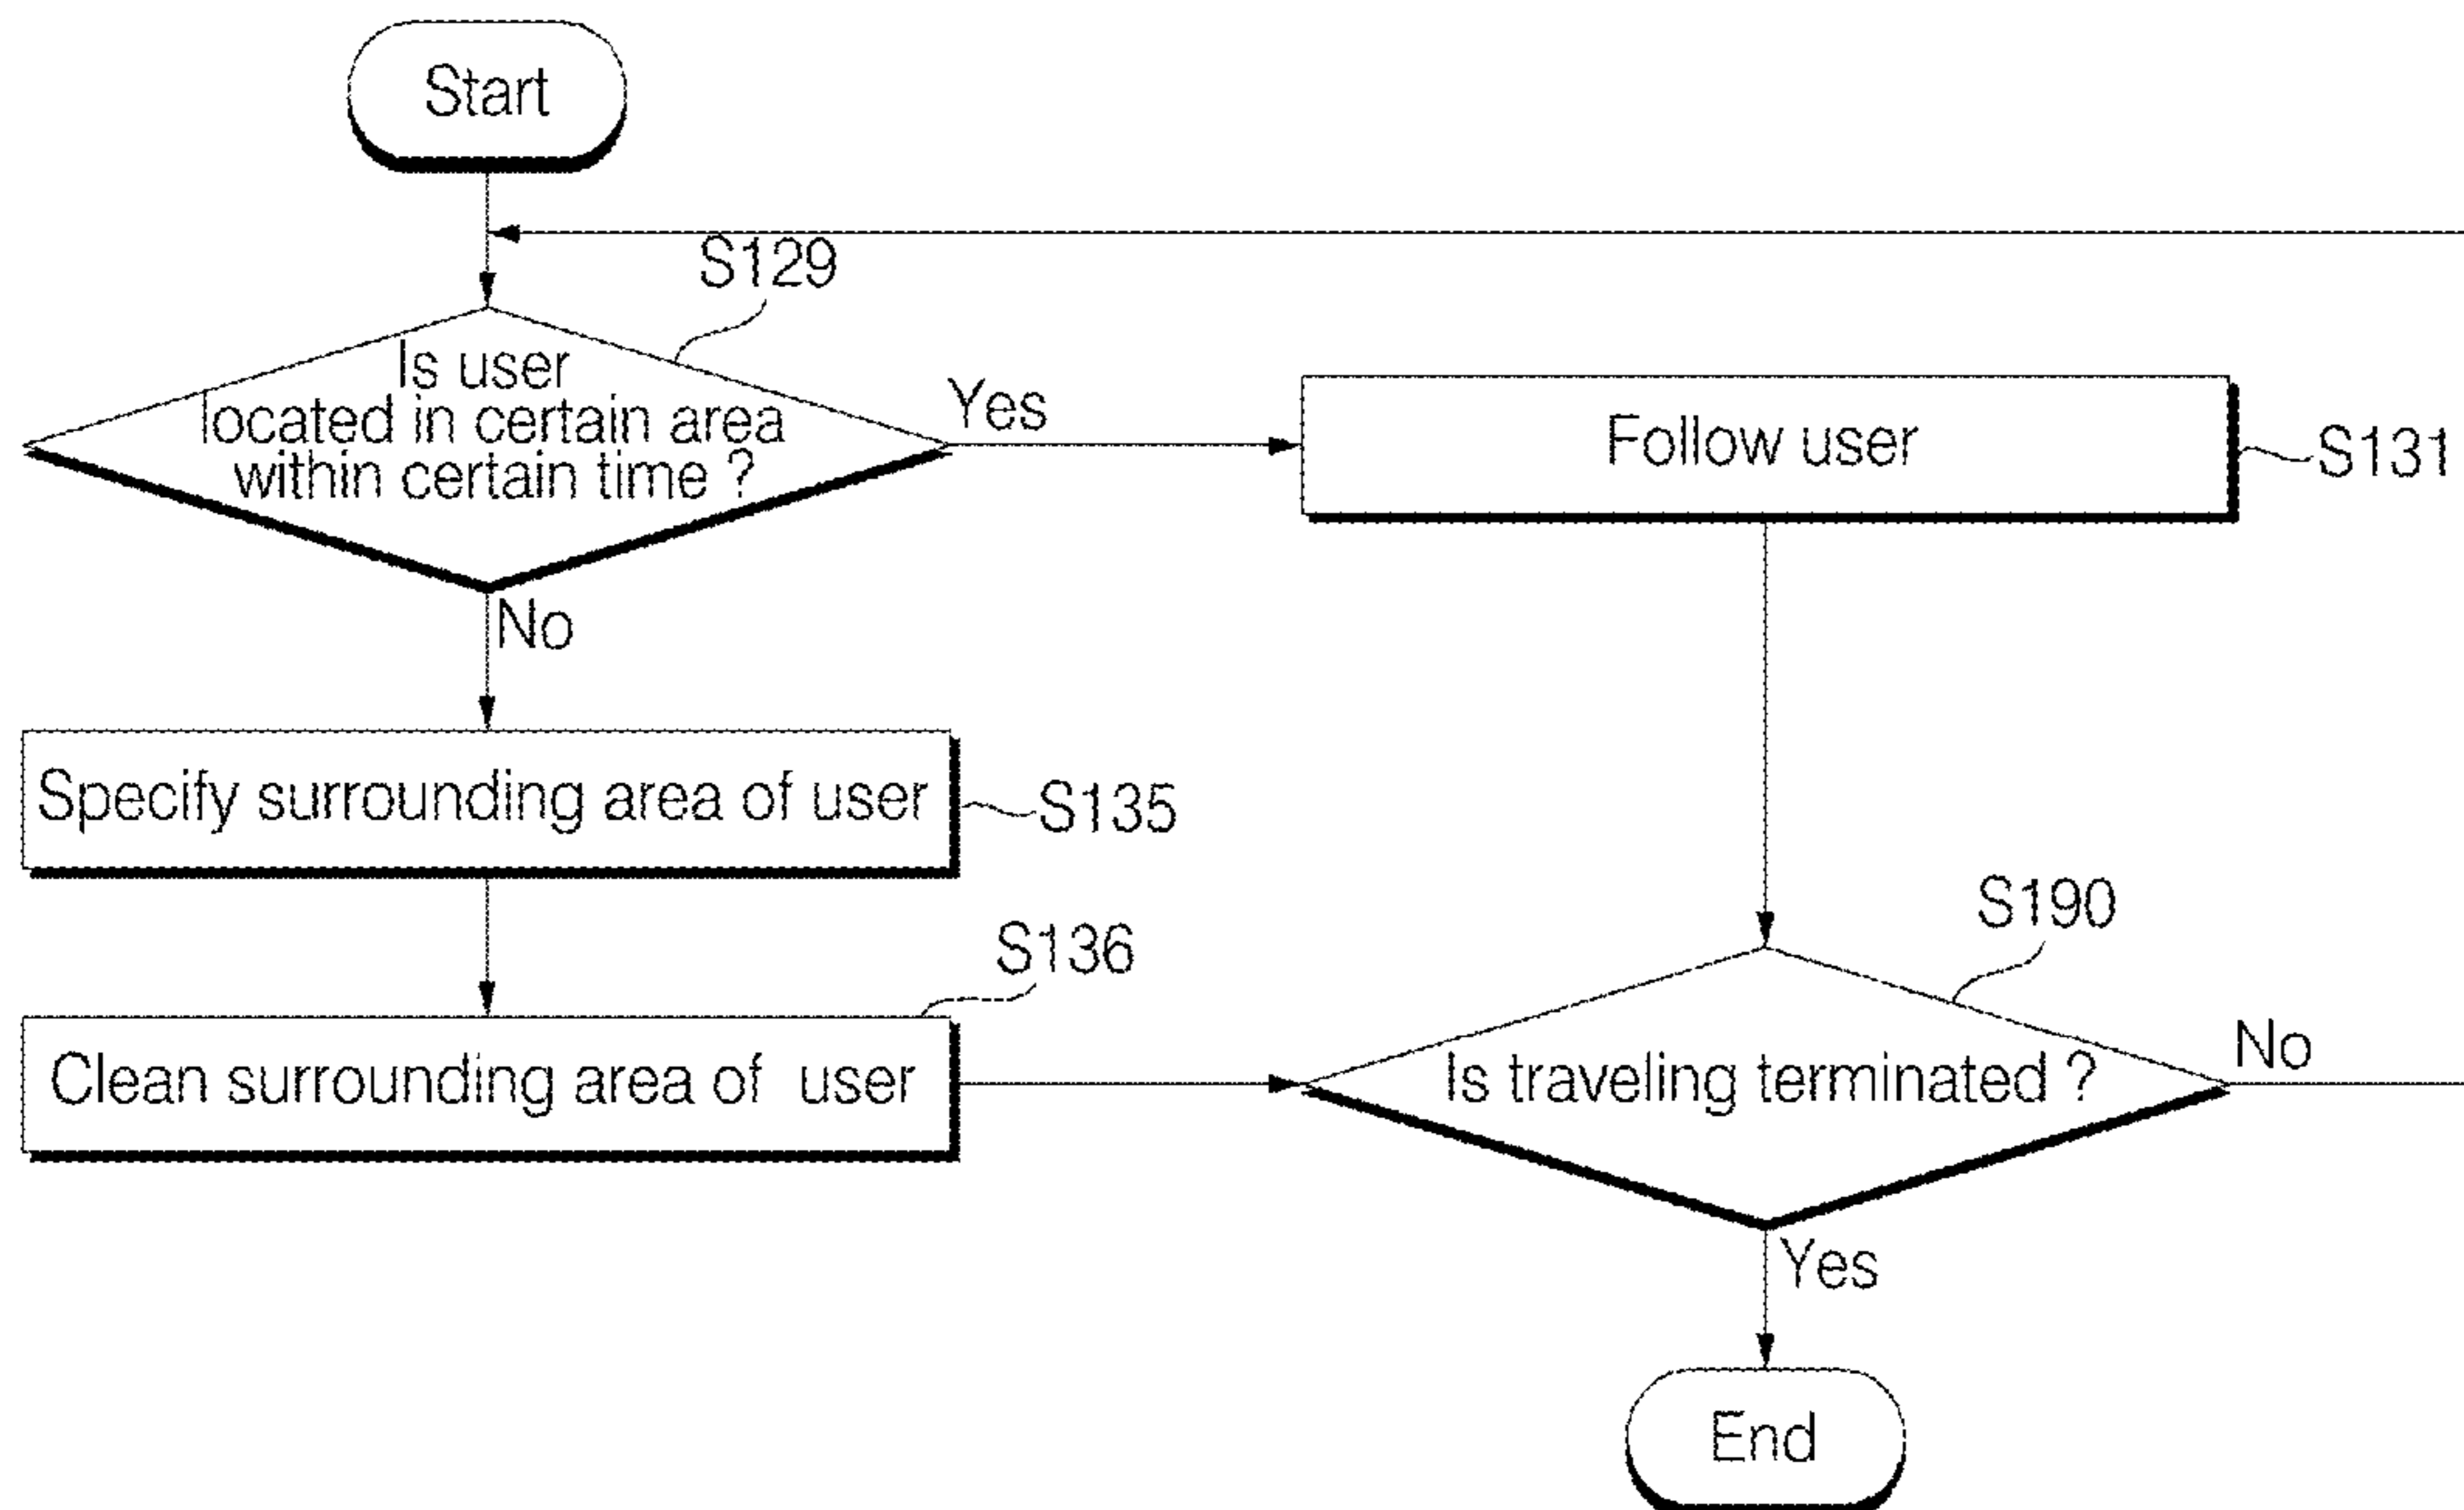 Start
S129
Is user
located in certain area
within certain time ?
Yes
Follow user
S131
No
Specify surrounding area of user
S135
S136
Clean surrounding area of user
S190
Is traveling terminated ?
No
Yes
End